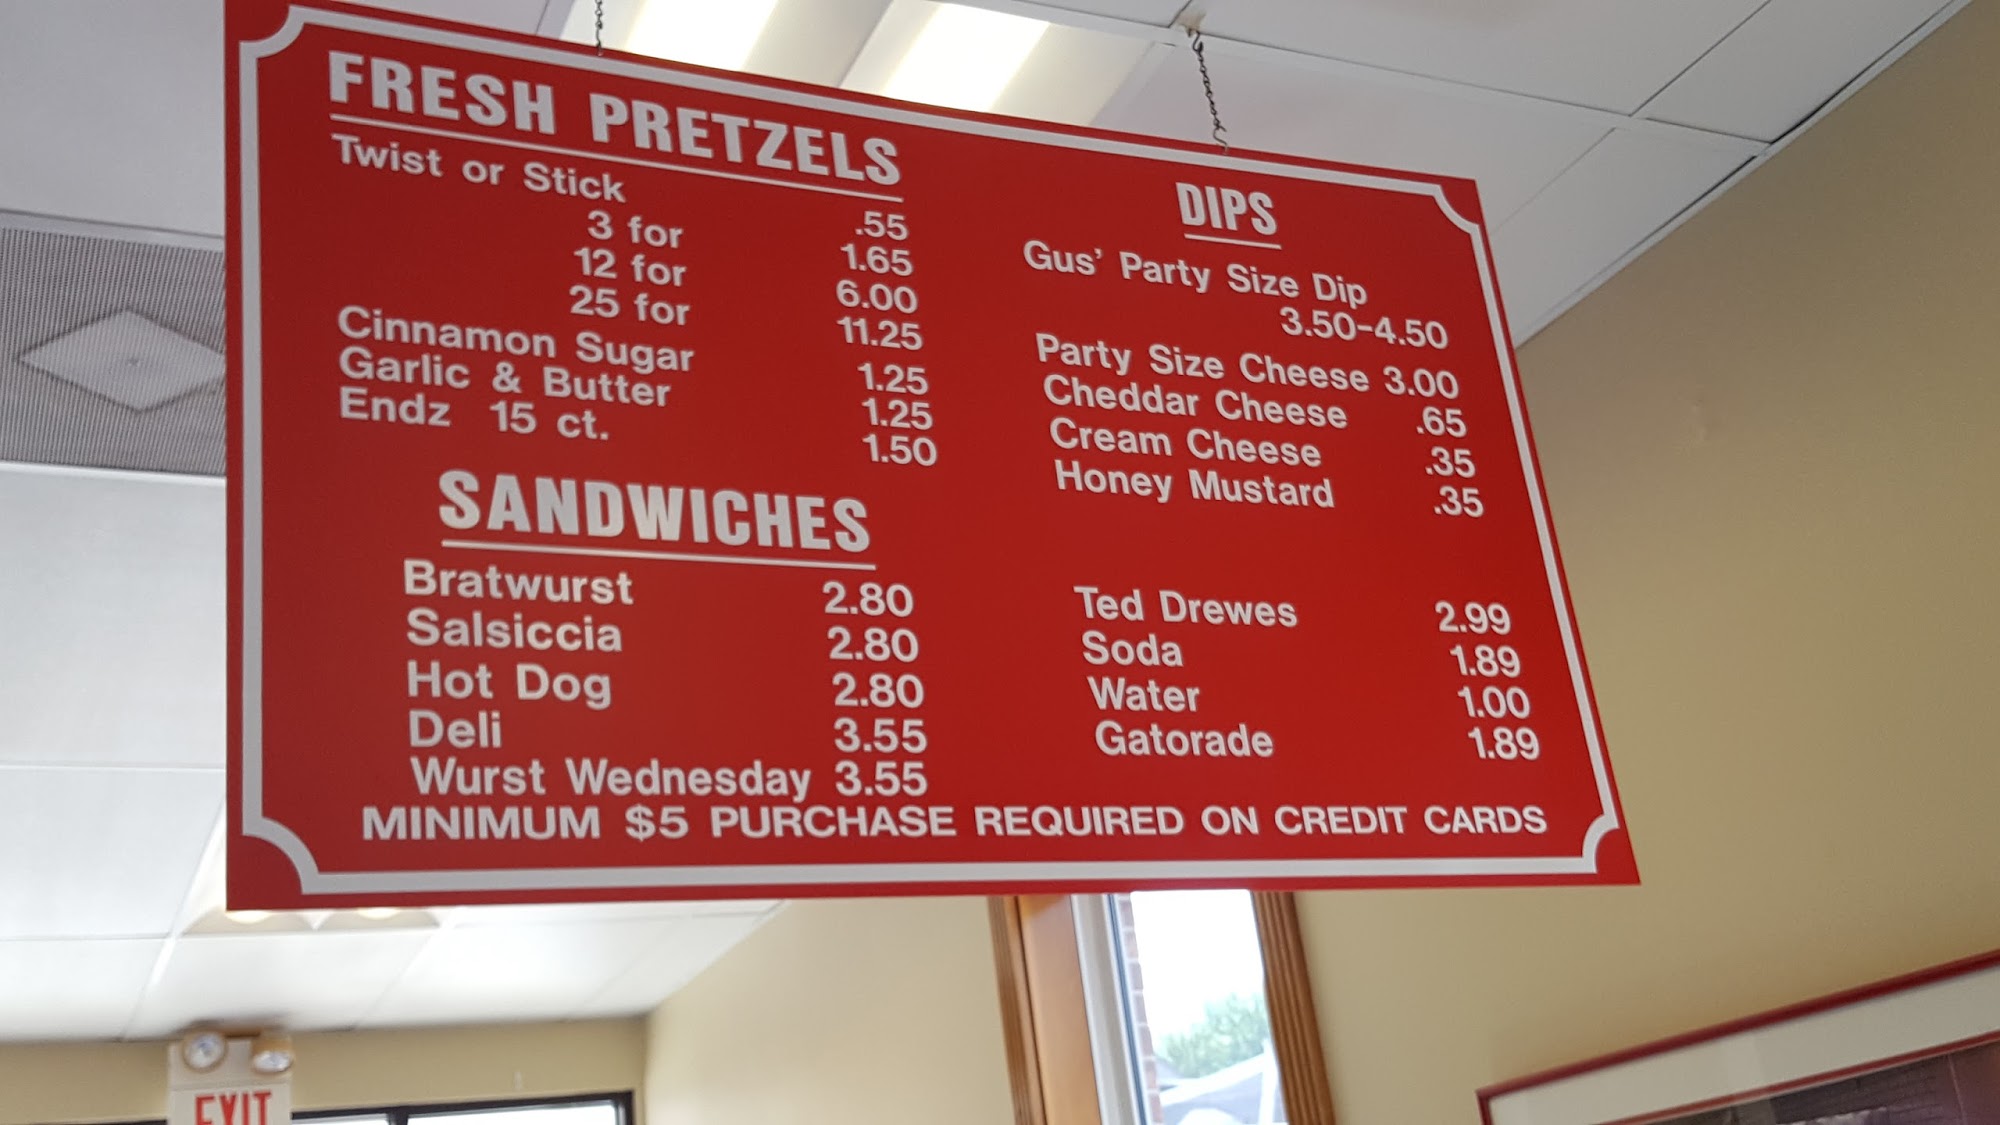 FRESH PRETZELS
Twist or Stick .55
3 for 1.65
12 for 6.00
25 for 11.25
Cinnamon Sugar 1.25
Garlic & Butter 1.25
Endz 15 ct. 1.50
SANDWICHES
Bratwurst 2.80
Salsiccia 2.80
Hot Dog 2.80
Deli 3.55
Wurst Wednesday 3.55
DIPS
Gus' Party Size Dip
3.50-4.50
Party Size Cheese 3.00
Cheddar Cheese .65
Cream Cheese .35
Honey Mustard .35
Ted Drewes 2.99
Soda 1.89
Water 1.00
Gatorade 1.89
MINIMUM $5 PURCHASE REQUIRED ON CREDIT CARDS
EXIT